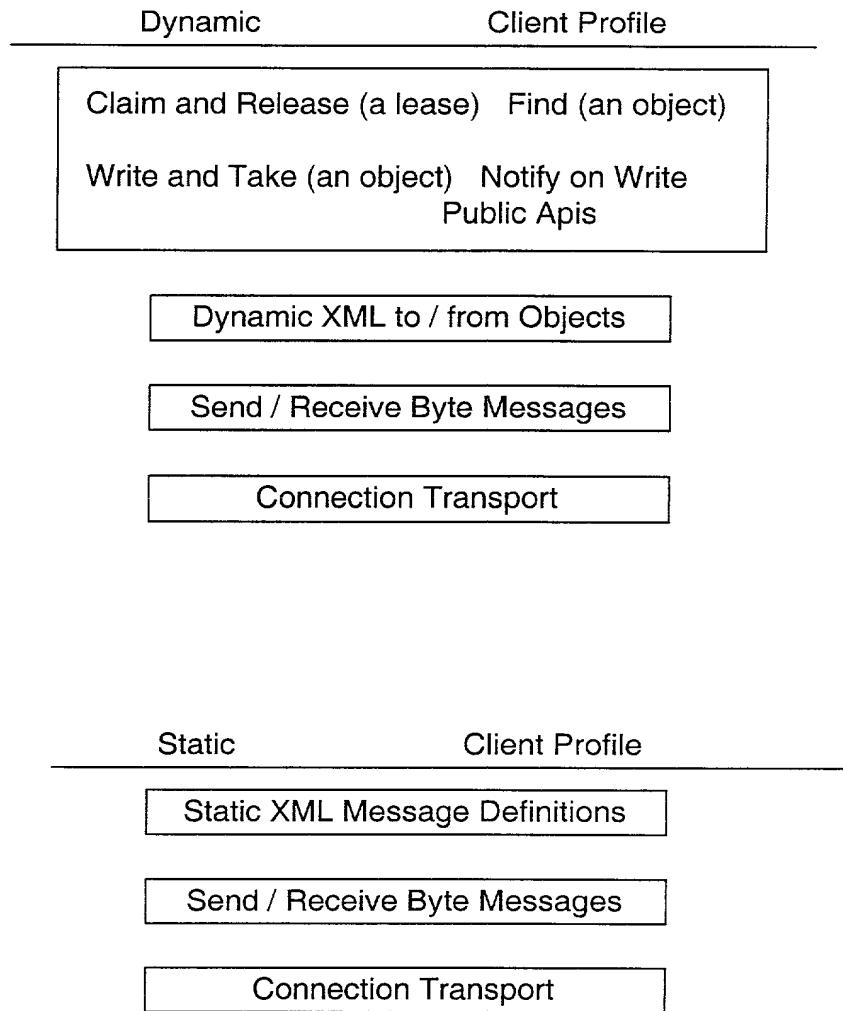 Dynamic Client Profile
Claim and Release (a lease) Find (an object)
Write and Take (an object) Notify on Write
Public Apis
Dynamic XML to / from Objects
Send / Receive Byte Messages
Connection Transport
Static Client Profile
Static XML Message Definitions
Send / Receive Byte Messages
Connection Transport